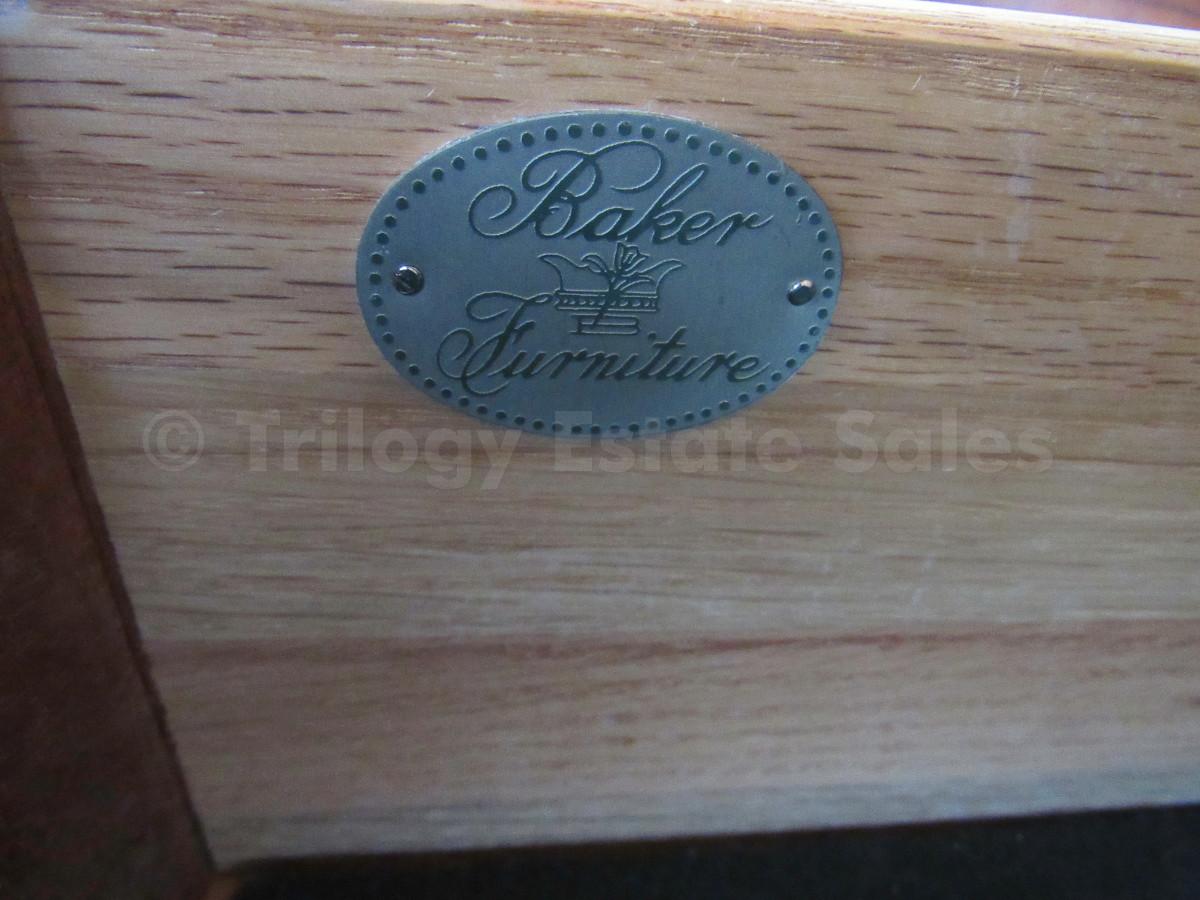 Baker
Furniture
© Trilogy Estate Sales